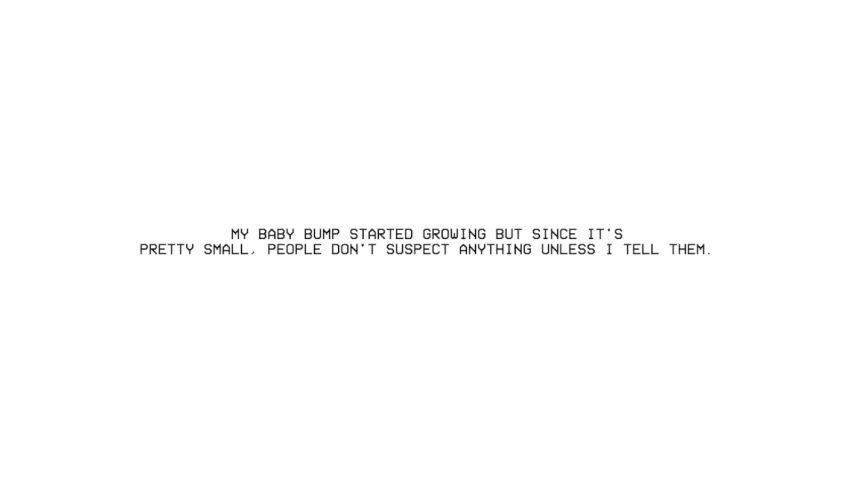 MY BABY BUMP STARTED GROWING BUT SINCE IT'S
PRETTY SMALL, PEOPLE DON'T SUSPECT ANYTHING UNLESS I TELL THEM.